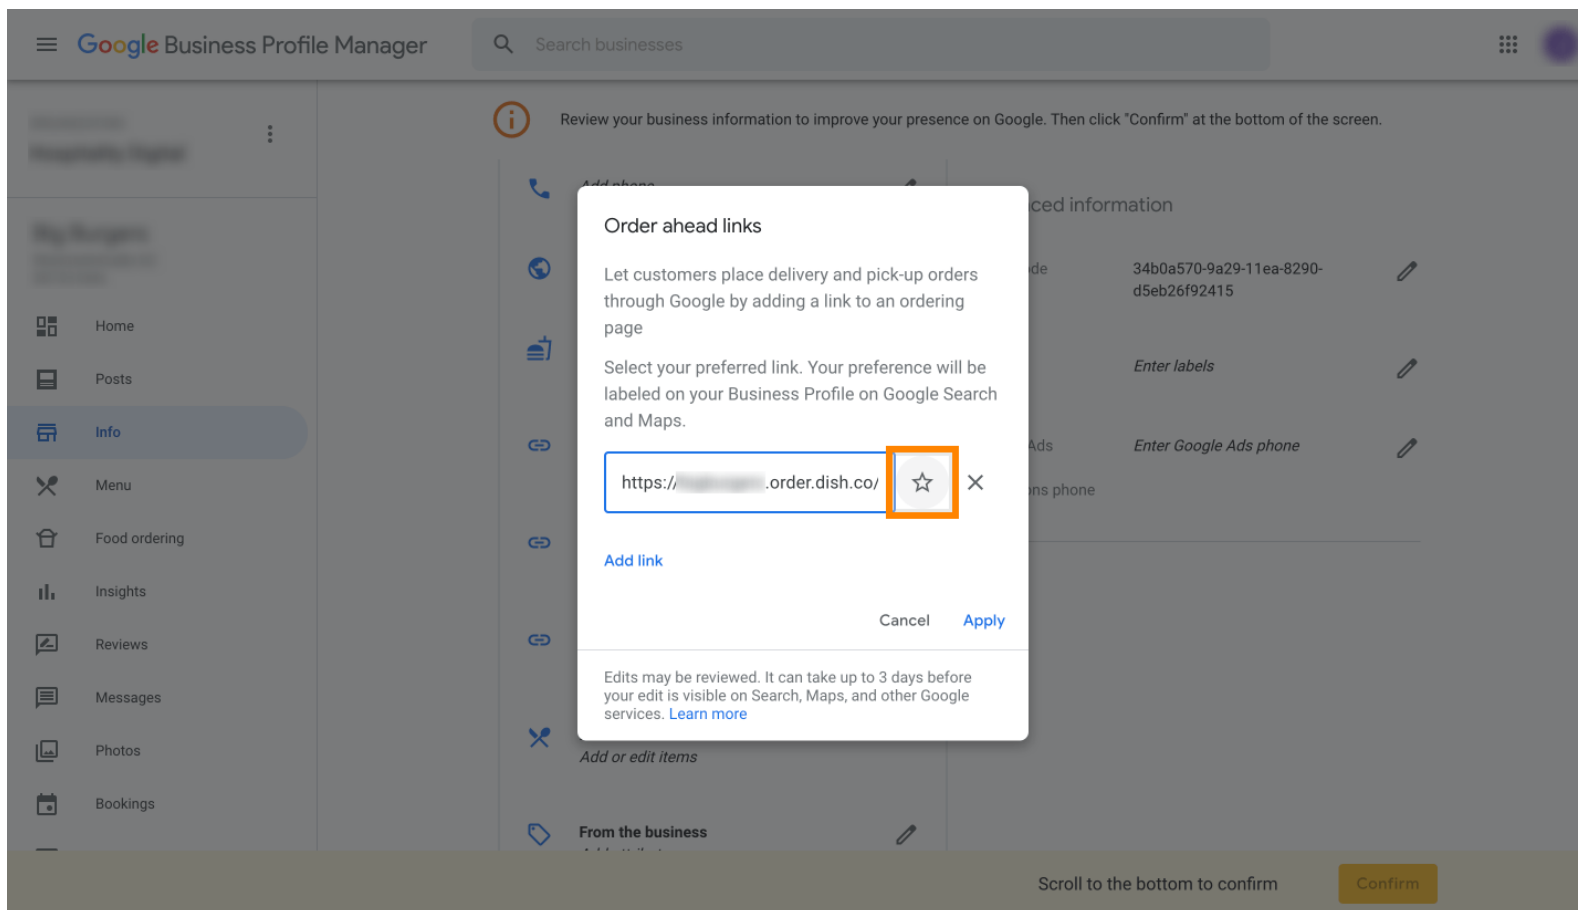 Google Business Profile Manager
Search businesses
Review your business information to improve your presence on Google. Then click "Confirm" at the bottom of the screen.
Home
Posts
Info
Menu
Food ordering
Insights
Reviews
Messages
Photos
Bookings
Add phone
Order ahead links
Let customers place delivery and pick-up orders
through Google by adding a link to an ordering
page
Select your preferred link. Your preference will be
labeled on your Business Profile on Google Search
and Maps.
https://
.order.dish.co/
Add link
Cancel
Apply
Edits may be reviewed. It can take up to 3 days before
your edit is visible on Search, Maps, and other Google
services. Learn more
Add or edit items
From the business
information
34b0a570-9a29-11ea-8290-
d5eb26f92415
Enter labels
Ads
Enter Google Ads phone
phone
Scroll to the bottom to confirm
Confirm